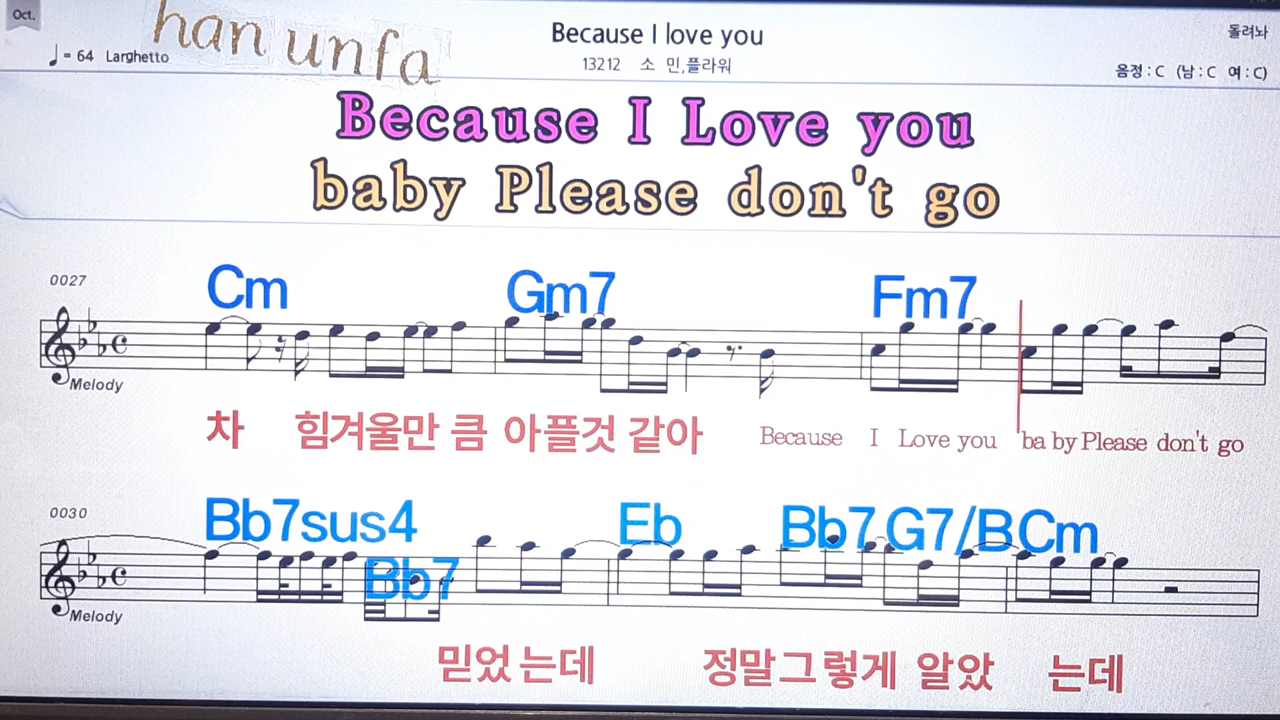 Oct.
han unfa
Because I love you
돌려놔
♩= 64 Larghetto
13212 소 민,플라워
음정 : C (남 : C 여 : C)
Because I Love you
baby Please don't go
0027
Cm Gm7 Fm7
Melody
차 힘겨울만 큼 아플것 같아 Because I Love you ba by Please don't go
0030
Bb7sus4 Bb7 Eb Bb7 G7/B Cm
Melody
믿었 는데 정말그 렇게 알았 는데